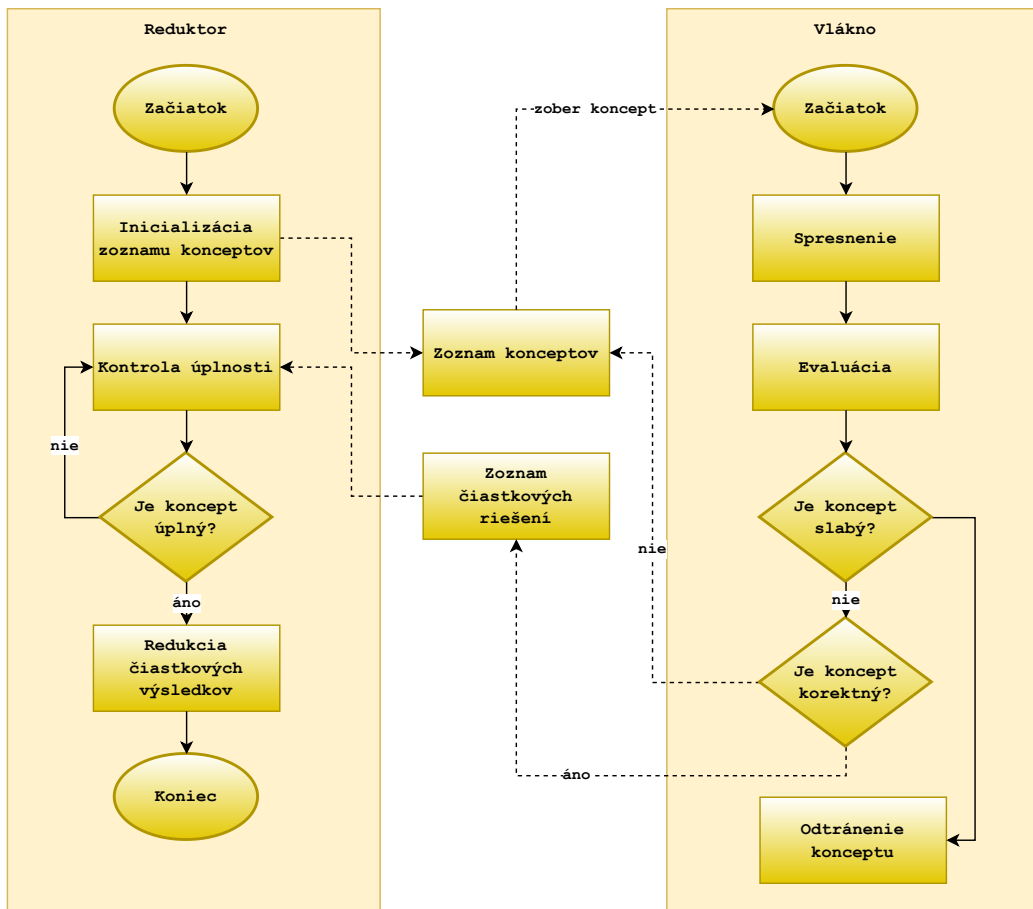 Reduktor
Začiatok
Inicializácia
zoznamu konceptov
Kontrola úplnosti
nie
Je koncept
úplný?
áno
Redukcia
čiastkových
výsledkov
Koniec
zober koncept
Zoznam konceptov
Zoznam
čiastkových
riešení
nie
áno
Vlákno
Začiatok
Spresnenie
Evaluácia
Je koncept
slabý?
nie
Je koncept
korektný?
Odtránenie
konceptu